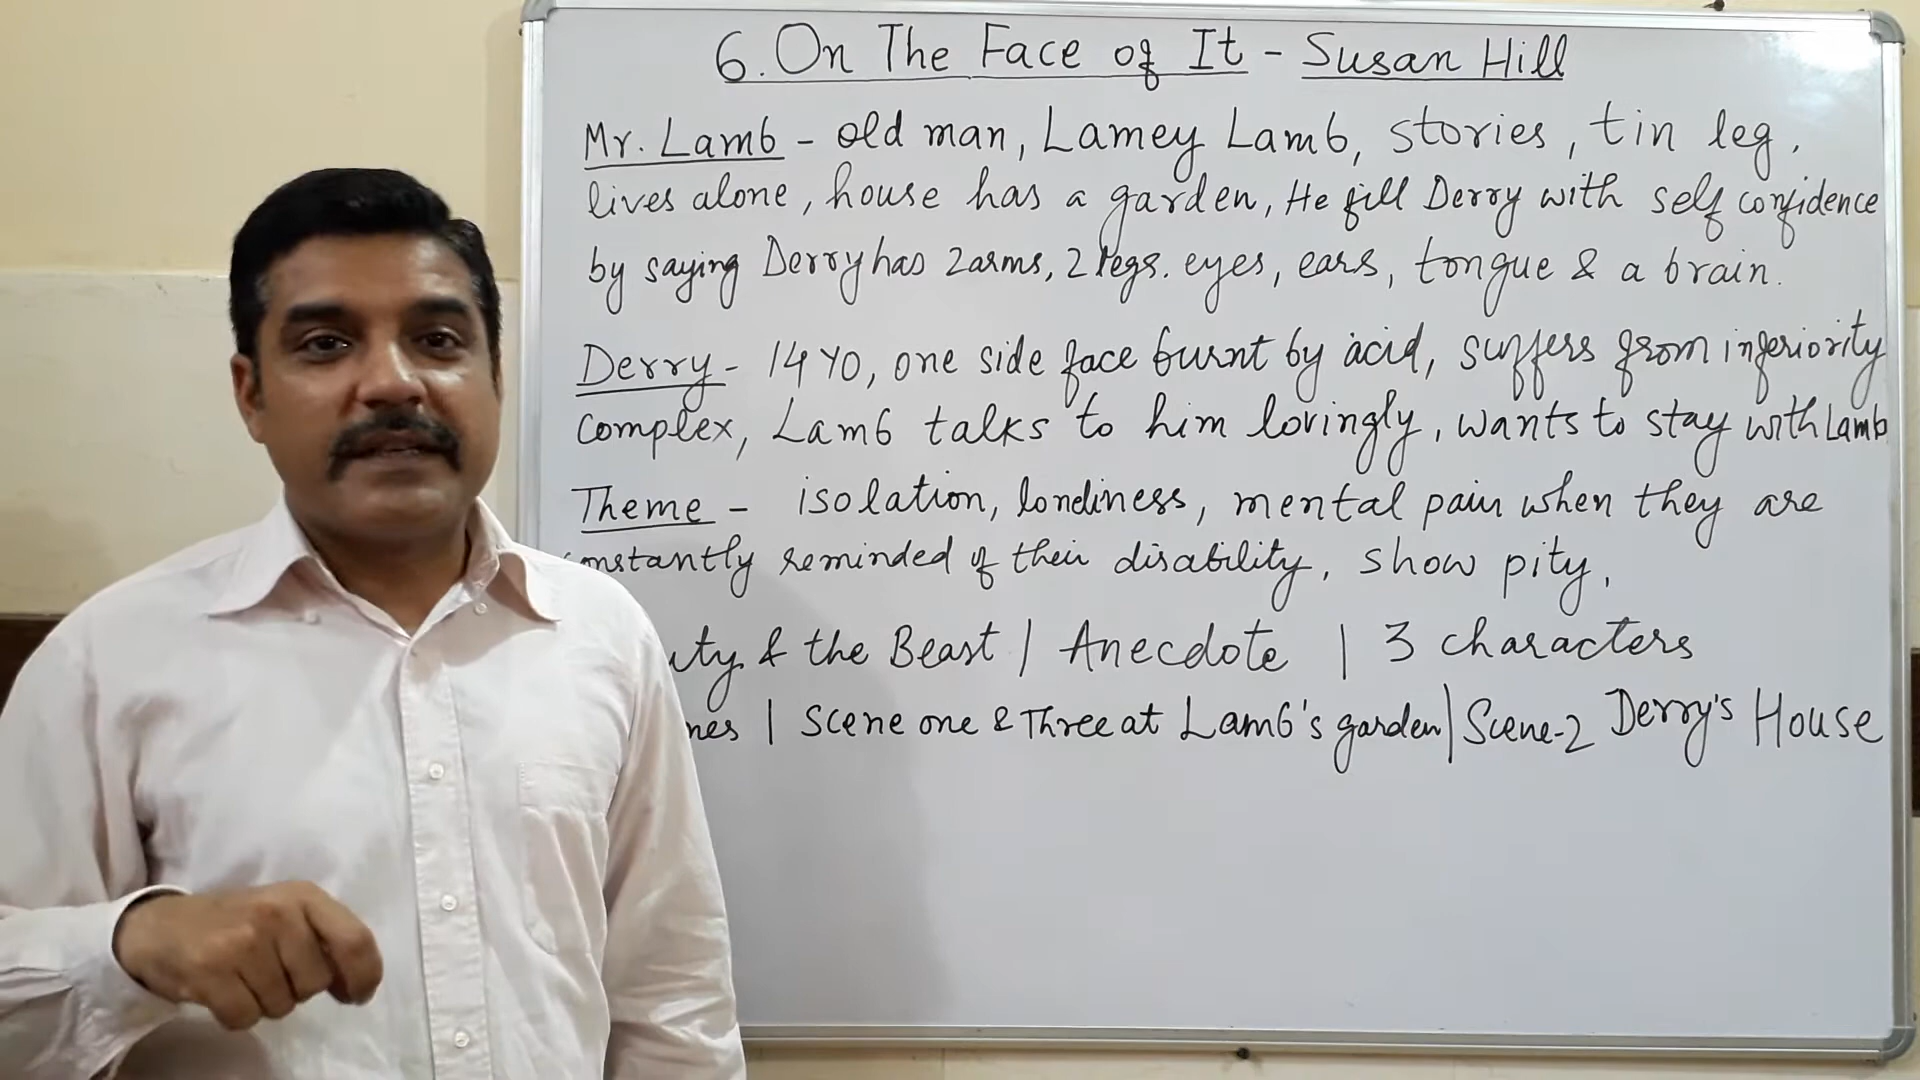 6. On The Face of It - Susan Hill
Mr. Lamb - old man, Lamey Lamb, stories, tin leg,
lives alone, house has a garden, He fill Derry with self confidence
by saying Derry has 2 arms, 2 legs. eyes, ears, tongue & a brain.
Derry - 14 YO, one side face burnt by acid, suffers from inferiority
complex, Lamb talks to him lovingly, wants to stay with Lamb
Theme - isolation, loneliness, mental pain when they are
onstantly reminded of their disability, show pity,
uty & the Beast | Anecdote | 3 characters
nes | Scene one & Three at Lamb's garden | Scene-2 Derry's House